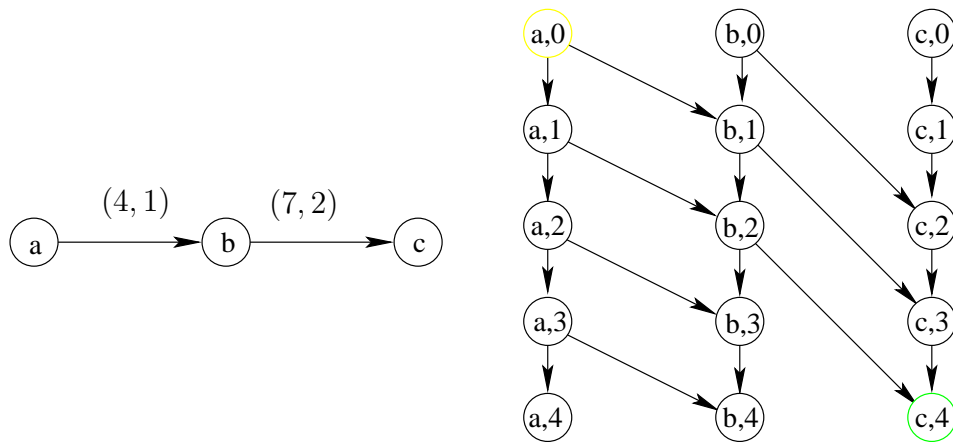 (4, 1) (7, 2)
a b c
a,0 b,0 c,0
a,1 b,1 c,1
a,2 b,2 c,2
a,3 b,3 c,3
a,4 b,4 c,4